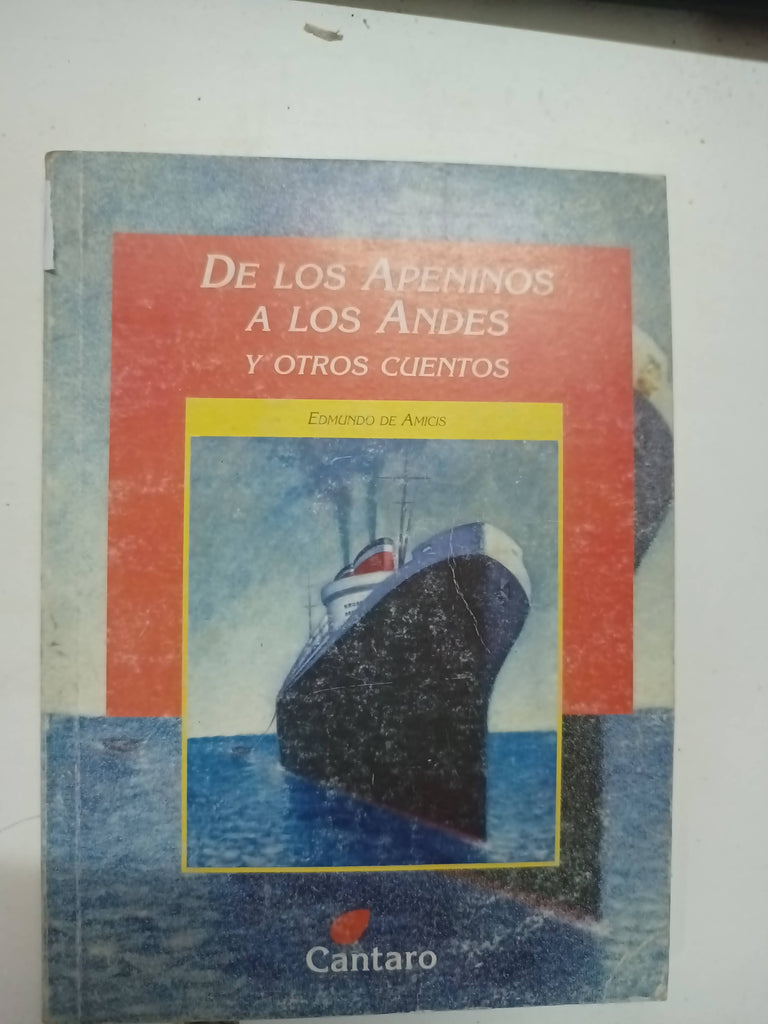 DE LOS APENINOS
A LOS ANDES
Y OTROS CUENTOS
EDMUNDO DE AMICIS
Cantaro